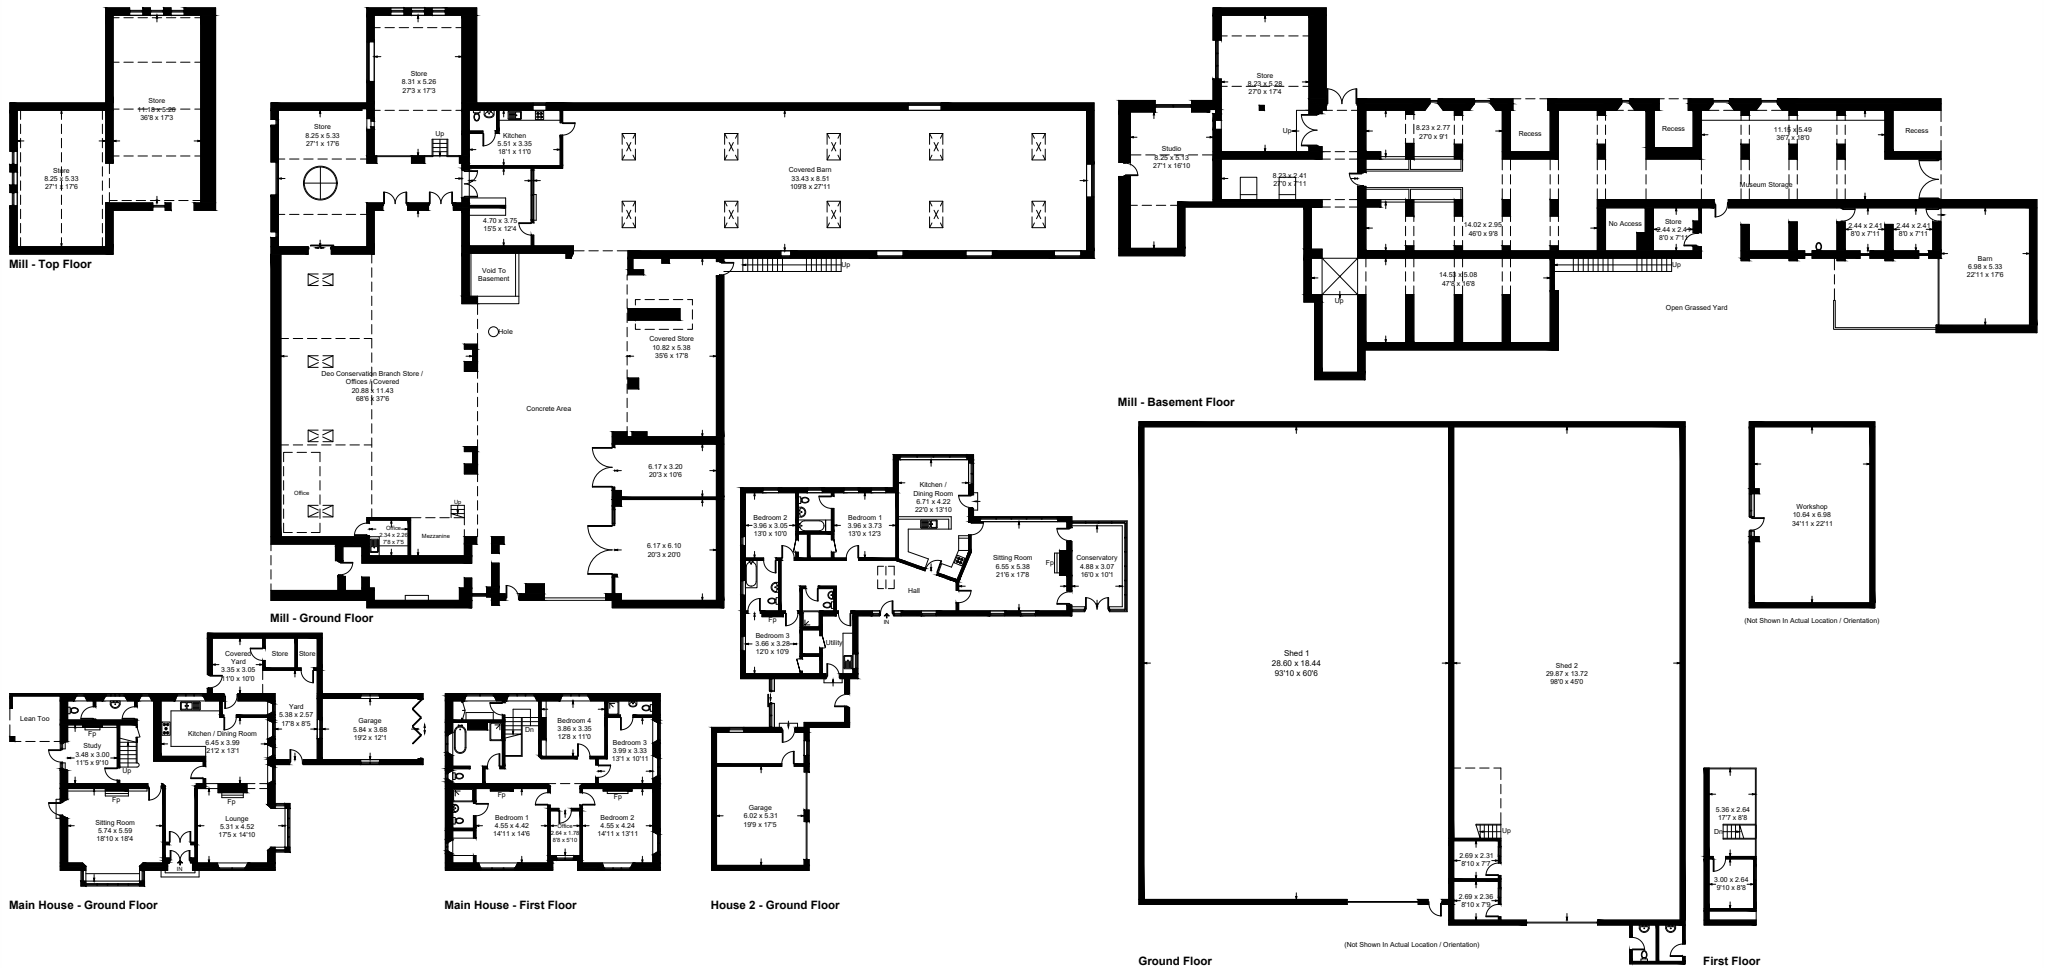 Store
11.18 x 5.26
36'8 x 17'3
Store
8.25 x 5.33
27'1 x 17'6
Mill - Top Floor
Store
8.31 x 5.26
27'3 x 17'3
Up
Store
8.25 x 5.33
27'1 x 17'6
Kitchen
5.51 x 3.35
18'1 x 11'0
Covered Barn
33.43 x 8.51
109'8 x 27'11
4.70 x 3.75
15'5 x 12'4
Void To
Basement
Up
Hole
Covered Store
10.82 x 5.38
35'6 x 17'8
Deo Conservation Branch Store /
Offices / Covered
20.88 x 11.43
68'6 x 37'6
Concrete Area
6.17 x 3.20
20'3 x 10'6
Office
Up
Office
2.34 x 2.26
7'8 x 7'5
Mezzanine
6.17 x 6.10
20'3 x 20'0
Mill - Ground Floor
Store
8.23 x 5.28
27'0 x 17'4
Up
Studio
8.25 x 5.13
27'1 x 16'10
8.23 x 2.77
27'0 x 9'1
Recess
Recess
11.15 x 5.49
36'7 x 18'0
Recess
8.23 x 2.41
27'0 x 7'11
Museum Storage
14.02 x 2.95
46'0 x 9'8
No Access
Store
2.44 x 2.41
8'0 x 7'11
2.44 x 2.41
8'0 x 7'11
2.44 x 2.41
8'0 x 7'11
Barn
6.98 x 5.33
22'11 x 17'6
14.53 x 5.08
47'8 x 16'8
Up
Up
Open Grassed Yard
Mill - Basement Floor
Covered
Yard
3.35 x 3.05
11'0 x 10'0
Store
Store
Lean Too
Yard
5.38 x 2.57
17'8 x 8'5
Garage
5.84 x 3.68
19'2 x 12'1
Fp
Study
3.48 x 3.00
11'5 x 9'10
Up
Kitchen / Dining Room
6.45 x 3.99
21'2 x 13'1
Fp
Fp
Sitting Room
5.74 x 5.59
18'10 x 18'4
Lounge
5.31 x 4.52
17'5 x 14'10
IN
Main House - Ground Floor
Dn
Bedroom 4
3.86 x 3.35
12'8 x 11'0
Bedroom 3
3.99 x 3.33
13'1 x 10'11
Fp
Fp
Bedroom 1
4.55 x 4.42
14'11 x 14'6
Office
2.64 x 1.78
8'8 x 5'10
Bedroom 2
4.55 x 4.24
14'11 x 13'11
Main House - First Floor
Kitchen /
Dining Room
6.71 x 4.22
22'0 x 13'10
Bedroom 2
3.96 x 3.05
13'0 x 10'0
Bedroom 1
3.96 x 3.73
13'0 x 12'3
Sitting Room
6.55 x 5.38
21'6 x 17'8
Fp
Conservatory
4.88 x 3.07
16'0 x 10'1
Hall
IN
Fp
Bedroom 3
3.66 x 3.28
12'0 x 10'9
Utility
Garage
6.02 x 5.31
19'9 x 17'5
House 2 - Ground Floor
Shed 1
28.60 x 18.44
93'10 x 60'6
Shed 2
29.87 x 13.72
98'0 x 45'0
Up
2.69 x 2.31
8'10 x 7'7
2.69 x 2.36
8'10 x 7'9
(Not Shown In Actual Location / Orientation)
Ground Floor
Workshop
10.64 x 6.98
34'11 x 22'11
(Not Shown In Actual Location / Orientation)
5.36 x 2.64
17'7 x 8'8
Dn
3.00 x 2.64
9'10 x 8'8
First Floor